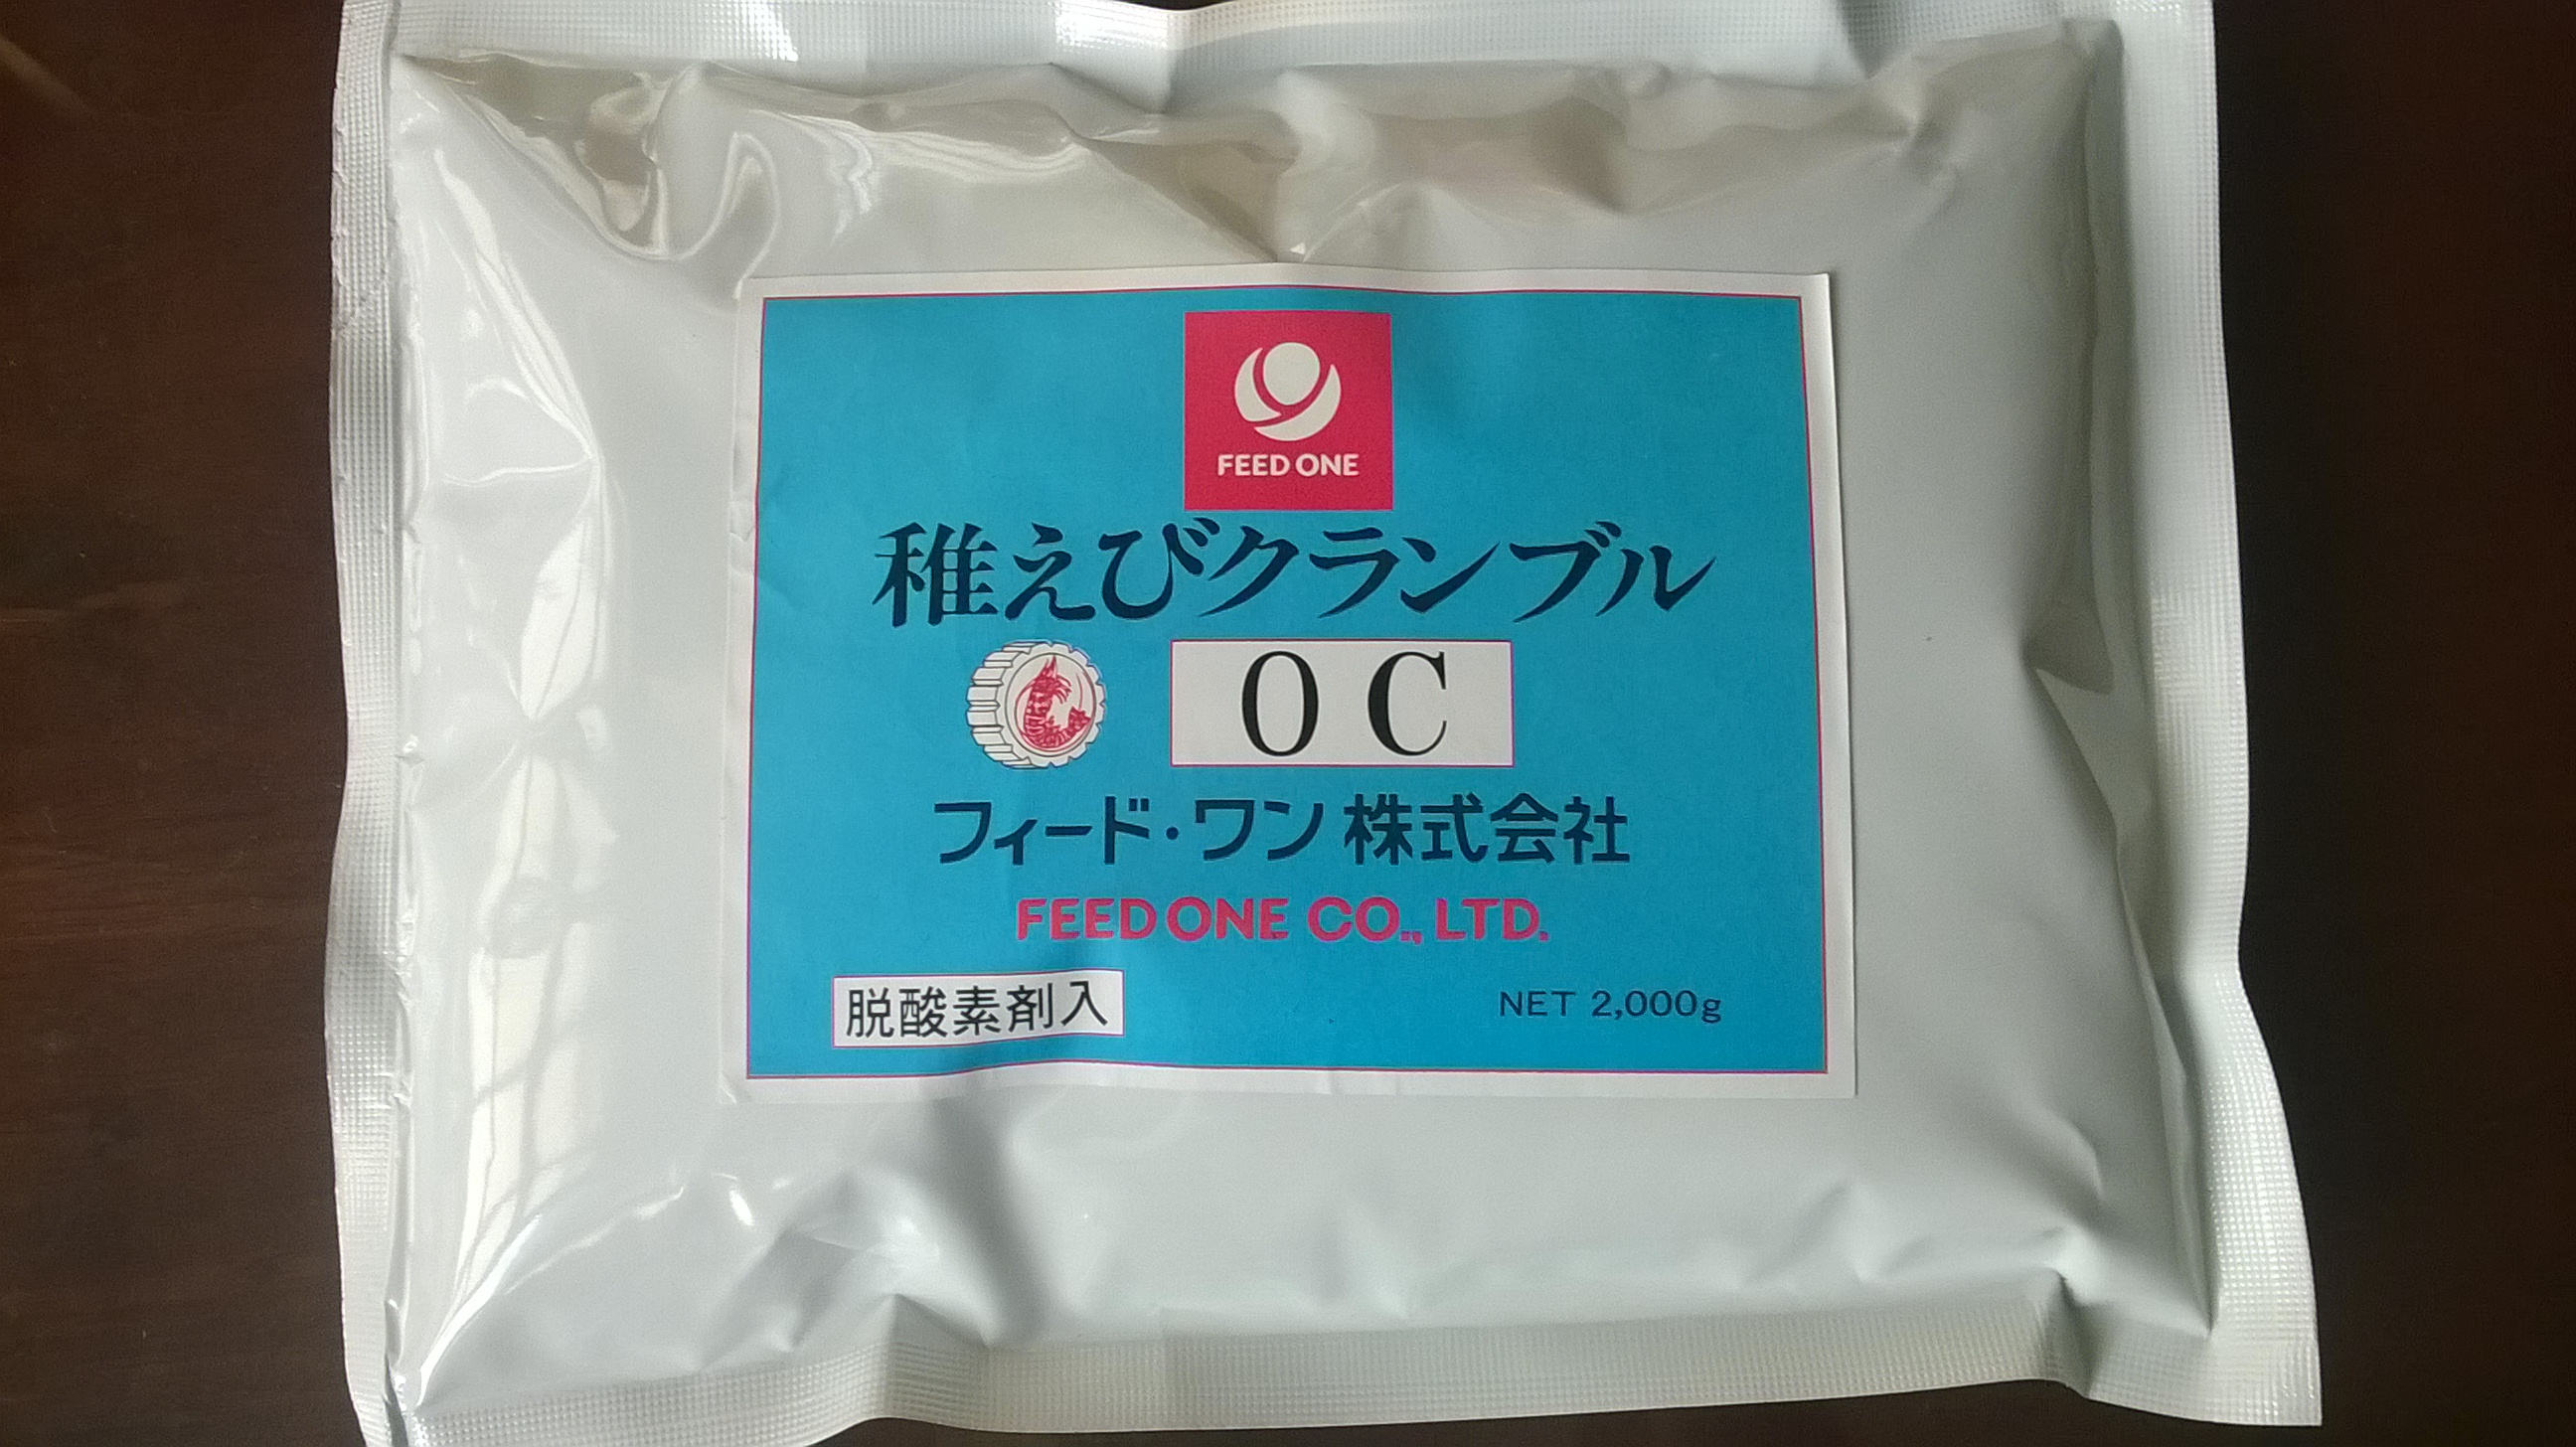 FEED ONE
稚えびクランブル
0 C
フィード・ワン 株式会社
FEED ONE CO., LTD.
脱酸素剤入
NET 2,000g